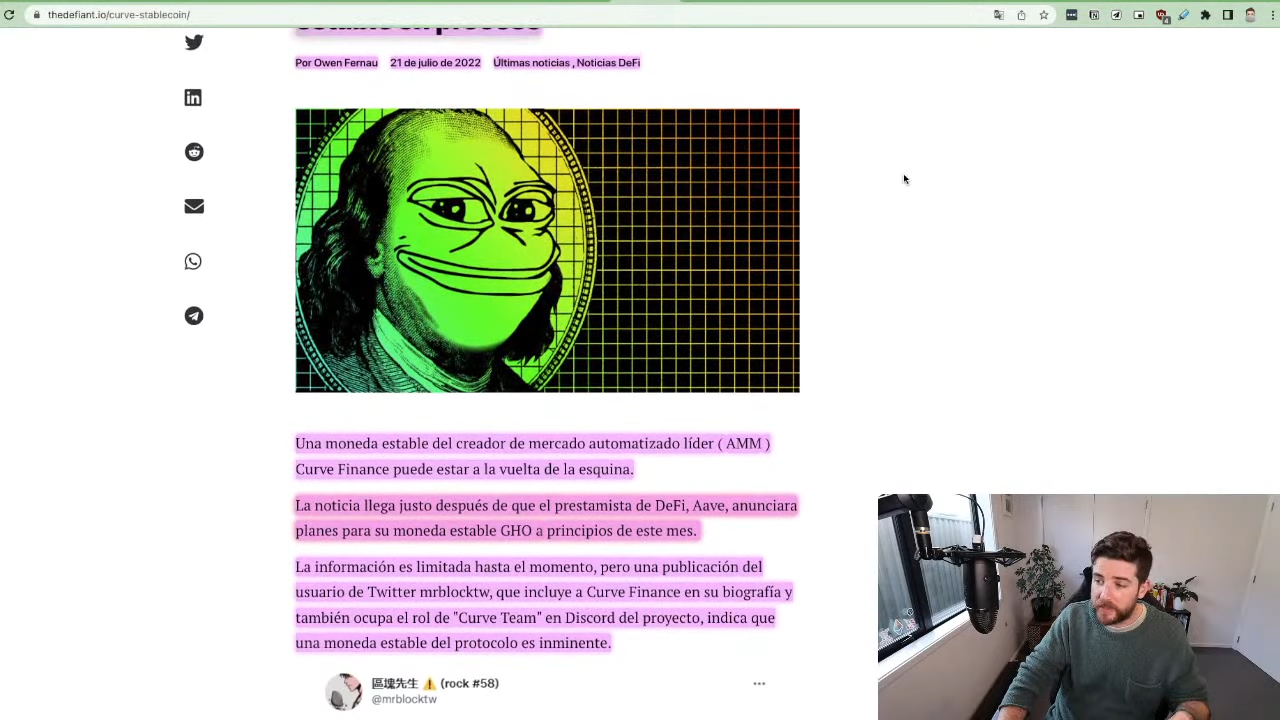 thedefiant.io/curve-stablecoin/
Por Owen Fernau 21 de julio de 2022 Últimas noticias , Noticias DeFi
Una moneda estable del creador de mercado automatizado líder ( AMM )
Curve Finance puede estar a la vuelta de la esquina.
La noticia llega justo después de que el prestamista de DeFi, Aave, anunciara
planes para su moneda estable GHO a principios de este mes.
La información es limitada hasta el momento, pero una publicación del
usuario de Twitter mrblocktw, que incluye a Curve Finance en su biografía y
también ocupa el rol de "Curve Team" en Discord del proyecto, indica que
una moneda estable del protocolo es inminente.
區塊先生 ⚠️ (rock #58)
@mrblocktw